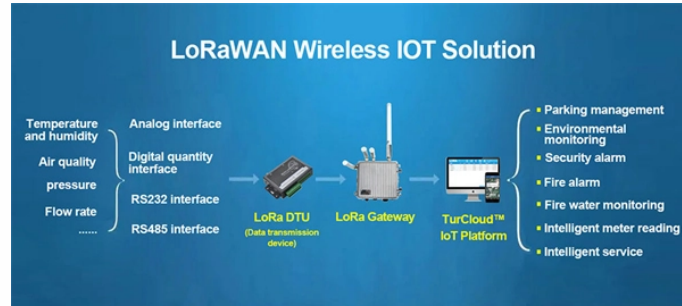 LoRaWAN Wireless IOT Solution
Temperature
and humidity
Air quality
pressure
Flow rate
......
Analog interface
Digital quantity
interface
RS232 interface
RS485 interface
LoRa DTU
(Data transmission
device)
LoRa Gateway
TurCloud™
IoT Platform
Parking management
Environmental
monitoring
Security alarm
Fire alarm
Fire water monitoring
Intelligent meter reading
Intelligent service